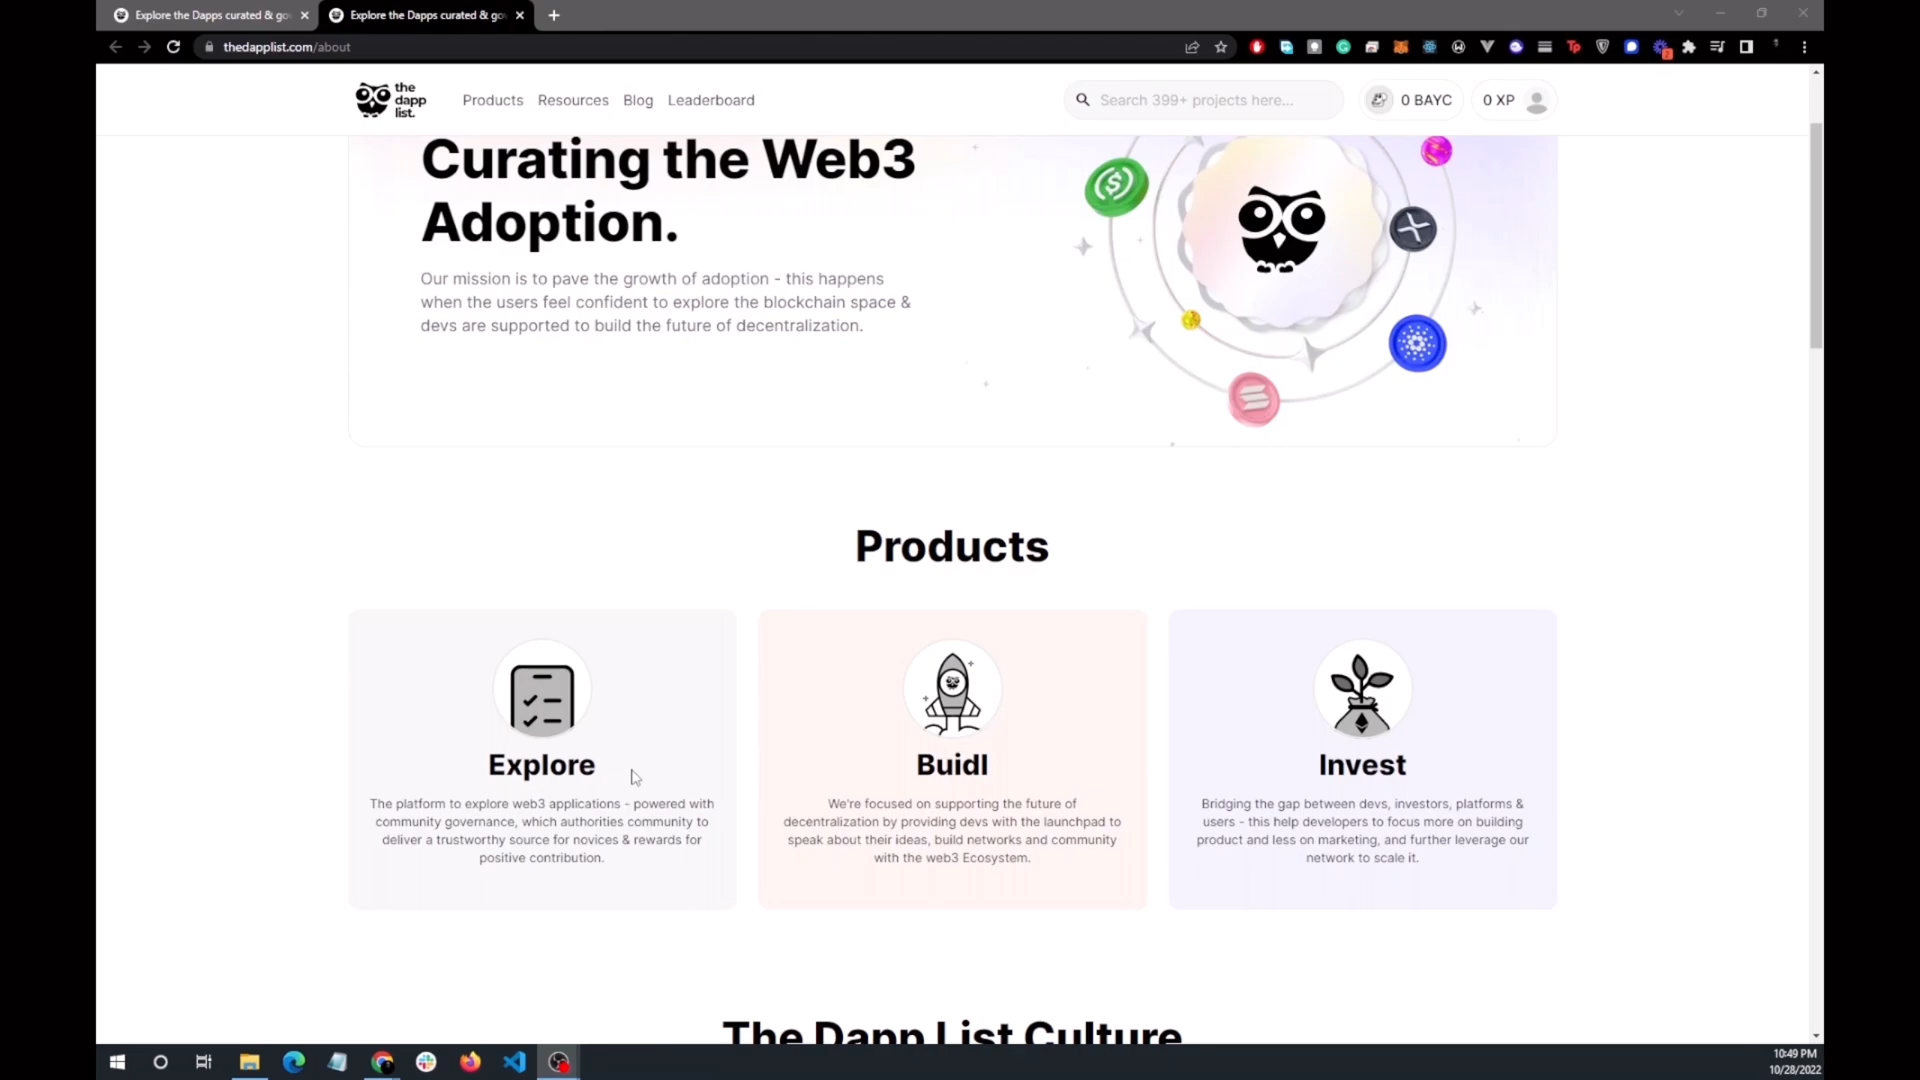 Explore the Dapps curated & go
Explore the Dapps curated & go
thedapplist.com/about
the
dapp
list.
Products
Resources
Blog
Leaderboard
Search 399+ projects here...
0 BAYC
0 XP
Curating the Web3
Adoption.
Our mission is to pave the growth of adoption - this happens
when the users feel confident to explore the blockchain space &
devs are supported to build the future of decentralization.
Products
Explore
The platform to explore web3 applications - powered with
community governance, which authorities community to
deliver a trustworthy source for novices & rewards for
positive contribution.
Buidl
We're focused on supporting the future of
decentralization by providing devs with the launchpad to
speak about their ideas, build networks and community
with the web3 Ecosystem.
Invest
Bridging the gap between devs, investors, platforms &
users - this help developers to focus more on building
product and less on marketing, and further leverage our
network to scale it.
The Dapp List Culture
10:49 PM
10/28/2022